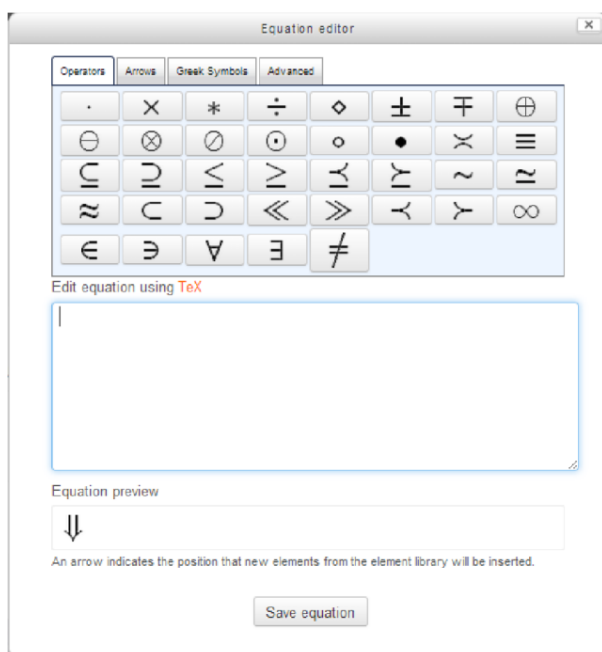 Equation editor
Operators Arrows Greek Symbols Advanced
· × * ÷ ⋄ ± ∓ ⊕
⊖ ⊗ ⊘ ⊙ ∘ • ≍ ≡
⊆ ⊇ ≤ ≥ ⪯ ⪰ ∼ ≃
≈ ⊂ ⊃ ≪ ≫ ≺ ≻ ∞
∈ ∋ ∀ ∃ ≠
Edit equation using TeX
Equation preview
⇓
An arrow indicates the position that new elements from the element library will be inserted.
Save equation